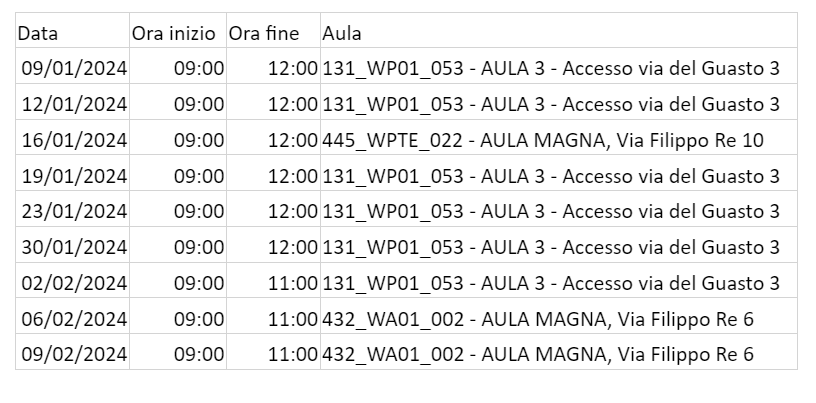 Data Ora inizio Ora fine Aula
09/01/2024 09:00 12:00 131_WP01_053 - AULA 3 - Accesso via del Guasto 3
12/01/2024 09:00 12:00 131_WP01_053 - AULA 3 - Accesso via del Guasto 3
16/01/2024 09:00 12:00 445_WPTE_022 - AULA MAGNA, Via Filippo Re 10
19/01/2024 09:00 12:00 131_WP01_053 - AULA 3 - Accesso via del Guasto 3
23/01/2024 09:00 12:00 131_WP01_053 - AULA 3 - Accesso via del Guasto 3
30/01/2024 09:00 12:00 131_WP01_053 - AULA 3 - Accesso via del Guasto 3
02/02/2024 09:00 11:00 131_WP01_053 - AULA 3 - Accesso via del Guasto 3
06/02/2024 09:00 11:00 432_WA01_002 - AULA MAGNA, Via Filippo Re 6
09/02/2024 09:00 11:00 432_WA01_002 - AULA MAGNA, Via Filippo Re 6